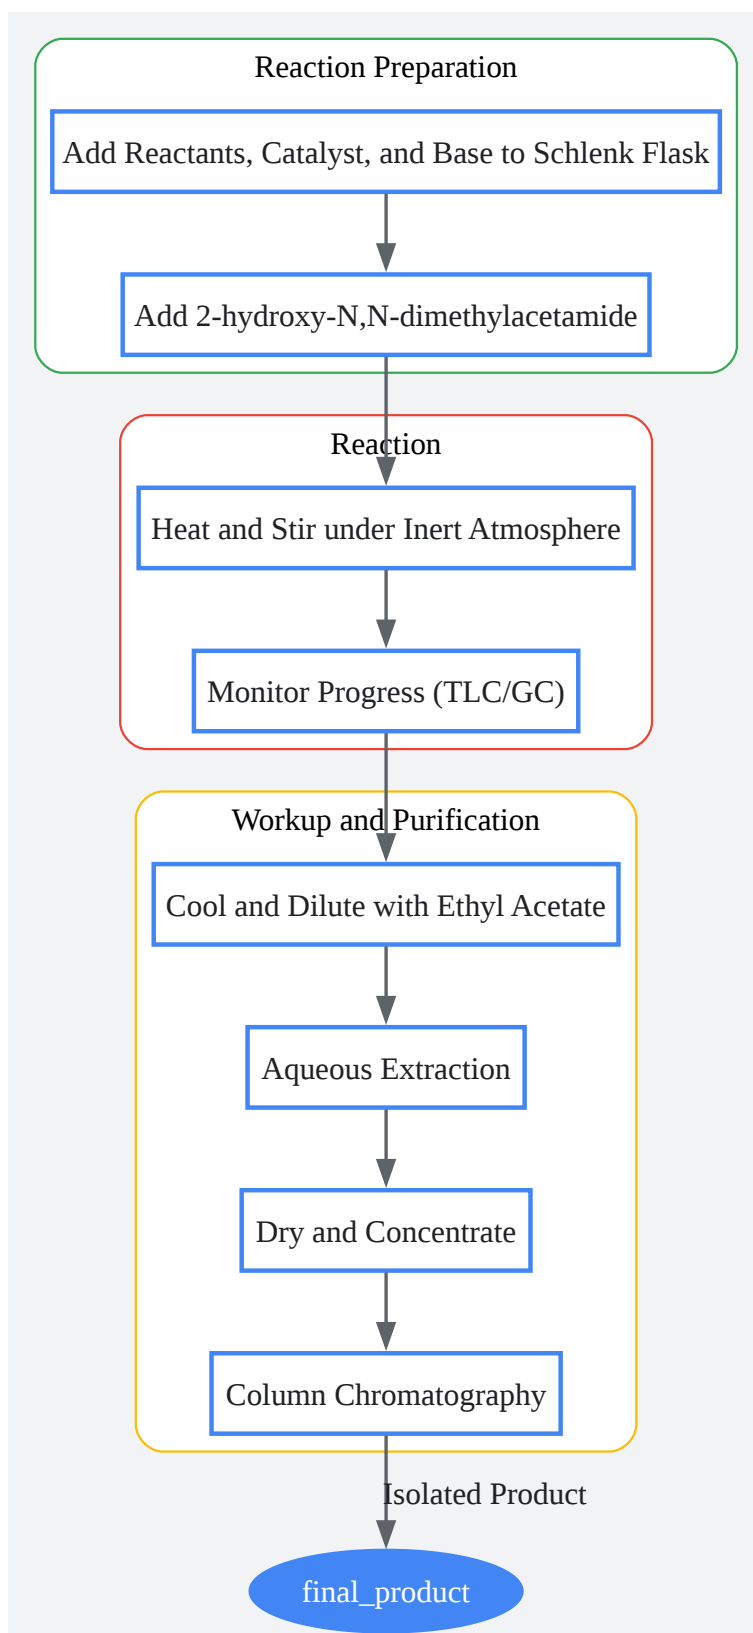 Reaction Preparation
Add Reactants, Catalyst, and Base to Schlenk Flask
Add 2-hydroxy-N,N-dimethylacetamide
Reaction
Heat and Stir under Inert Atmosphere
Monitor Progress (TLC/GC)
Workup and Purification
Cool and Dilute with Ethyl Acetate
Aqueous Extraction
Dry and Concentrate
Column Chromatography
Isolated Product
final_product